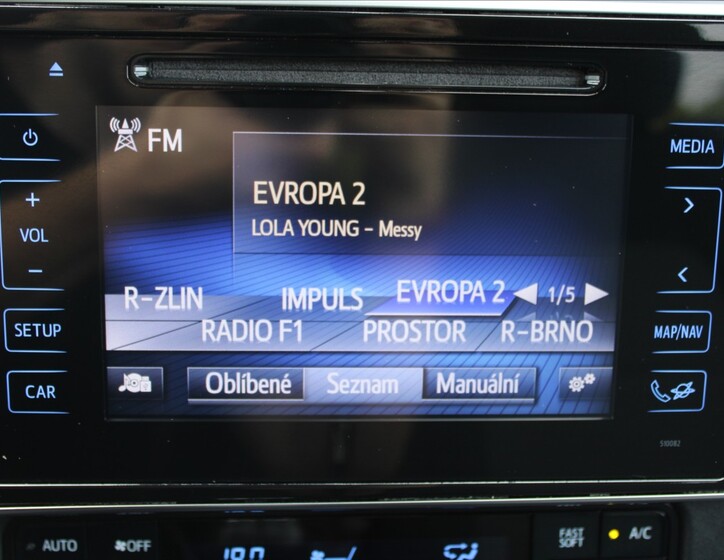 FM
MEDIA
EVROPA 2
LOLA YOUNG – Messy
+
VOL
−
R-ZLIN IMPULS EVROPA 2 1/5
RADIO F1 PROSTOR R-BRNO
SETUP
MAP/NAV
CAR
Oblíbené Seznam Manuální
510082
AUTO OFF
FAST SOFT
A/C